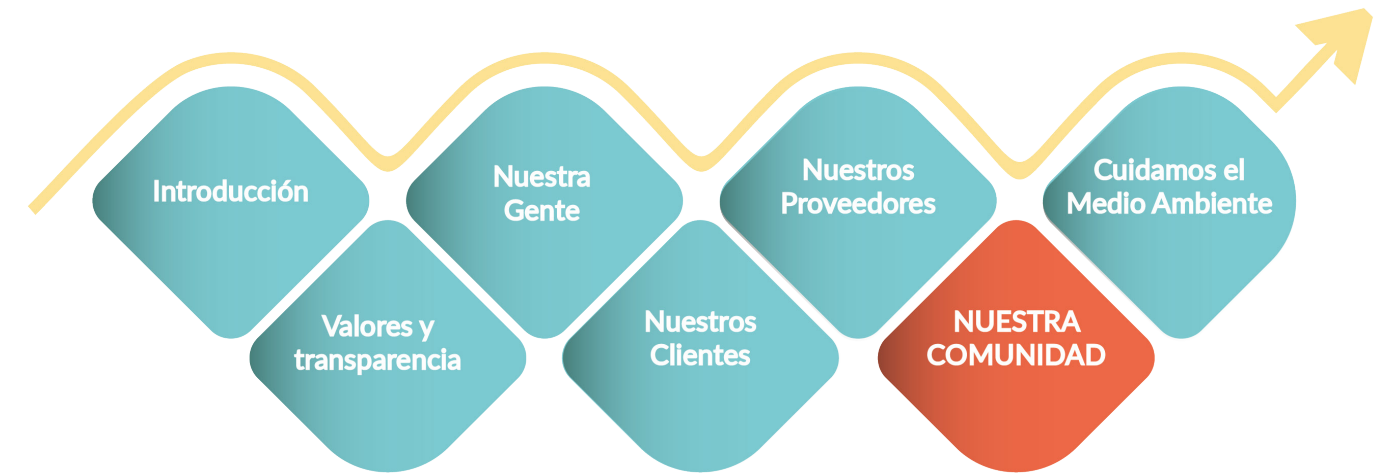 Introducción
Valores y
transparencia
Nuestra
Gente
Nuestros
Clientes
Nuestros
Proveedores
NUESTRA
COMUNIDAD
Cuidamos el
Medio Ambiente